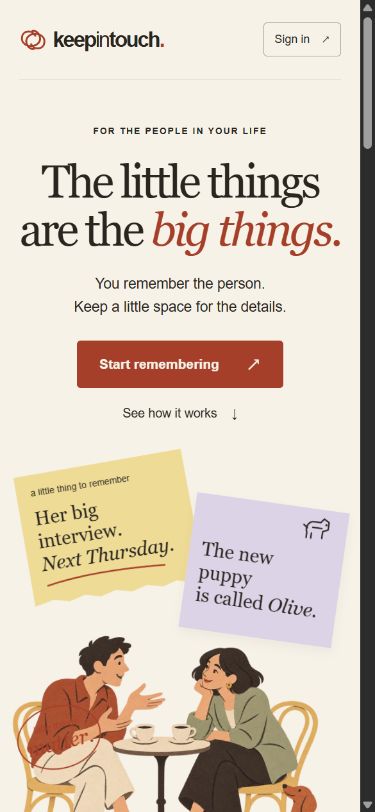 keepintouch.
Sign in ↗
FOR THE PEOPLE IN YOUR LIFE
The little things
are the big things.
You remember the person.
Keep a little space for the details.
Start remembering ↗
See how it works ↓
a little thing to remember
Her big
interview.
Next Thursday.
The new
puppy
is called Olive.